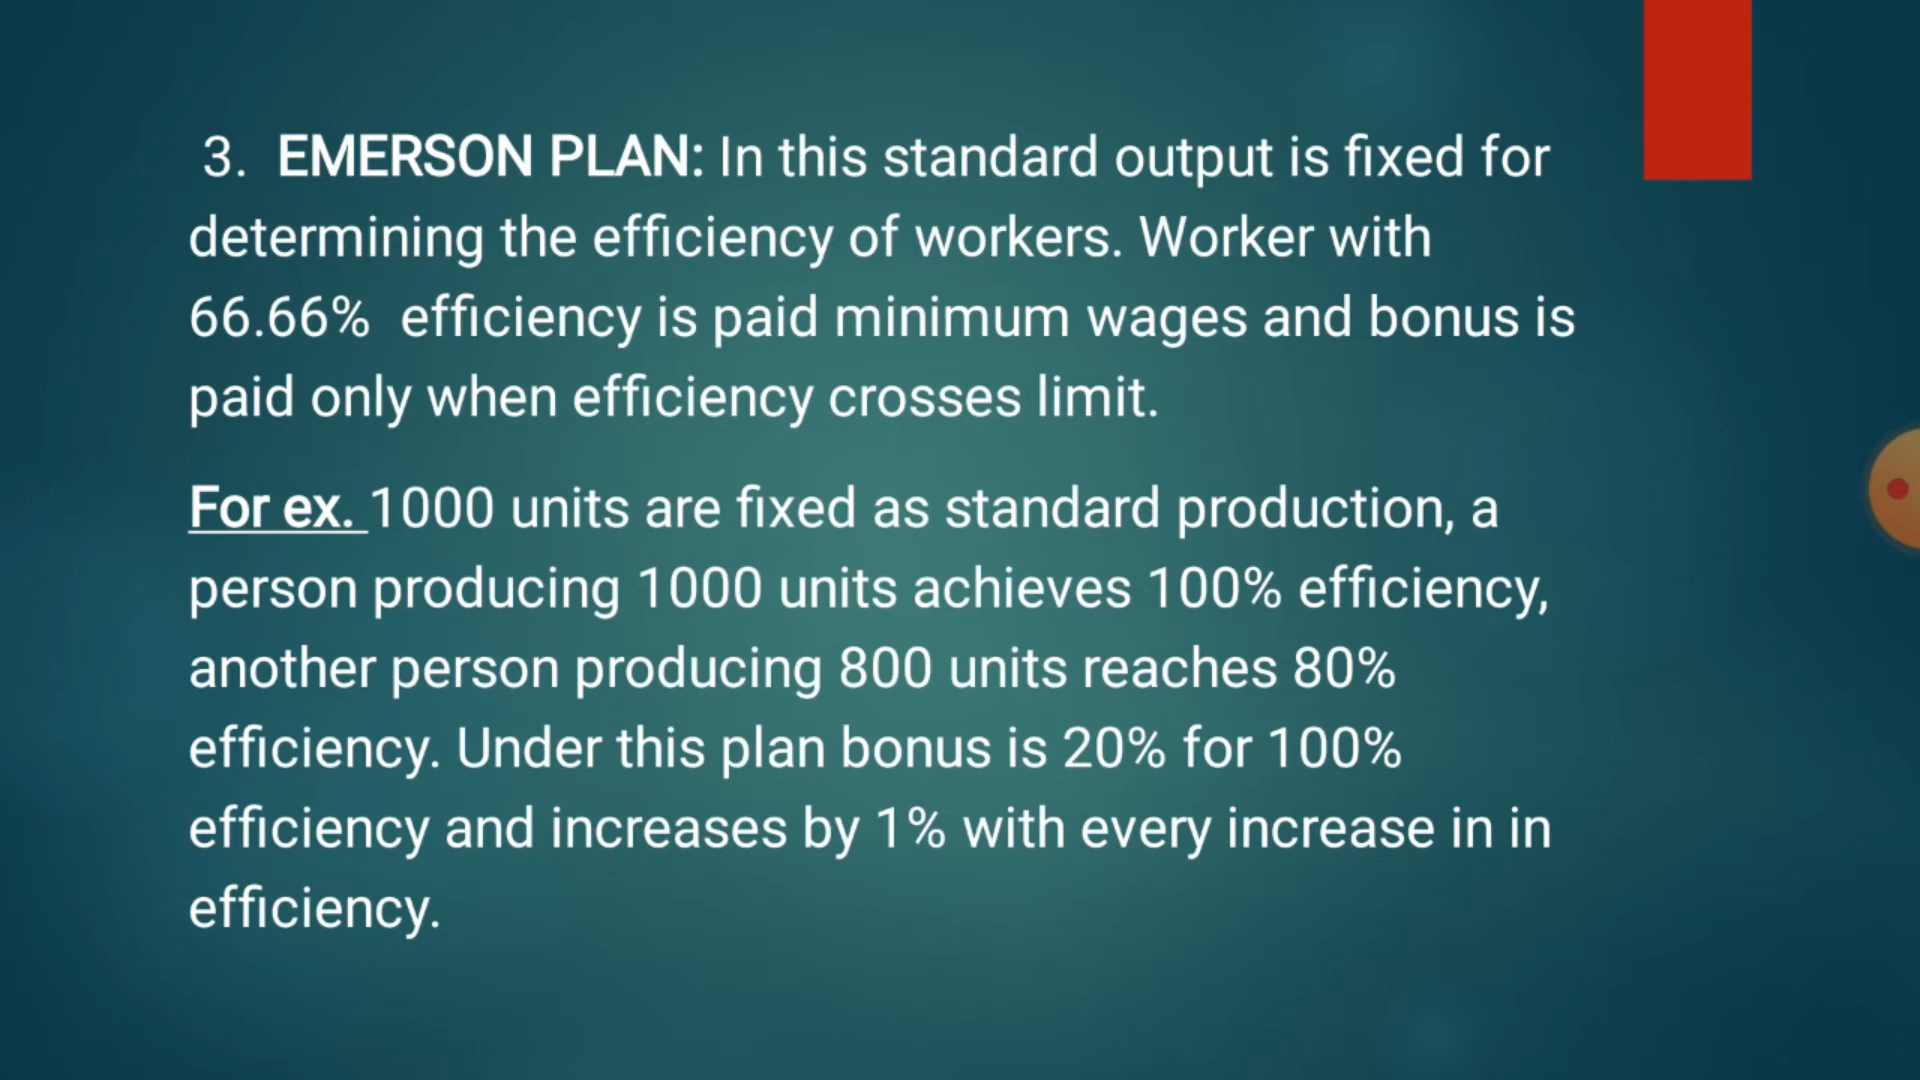 3. EMERSON PLAN: In this standard output is fixed for
determining the efficiency of workers. Worker with
66.66% efficiency is paid minimum wages and bonus is
paid only when efficiency crosses limit.
For ex. 1000 units are fixed as standard production, a
person producing 1000 units achieves 100% efficiency,
another person producing 800 units reaches 80%
efficiency. Under this plan bonus is 20% for 100%
efficiency and increases by 1% with every increase in in
efficiency.